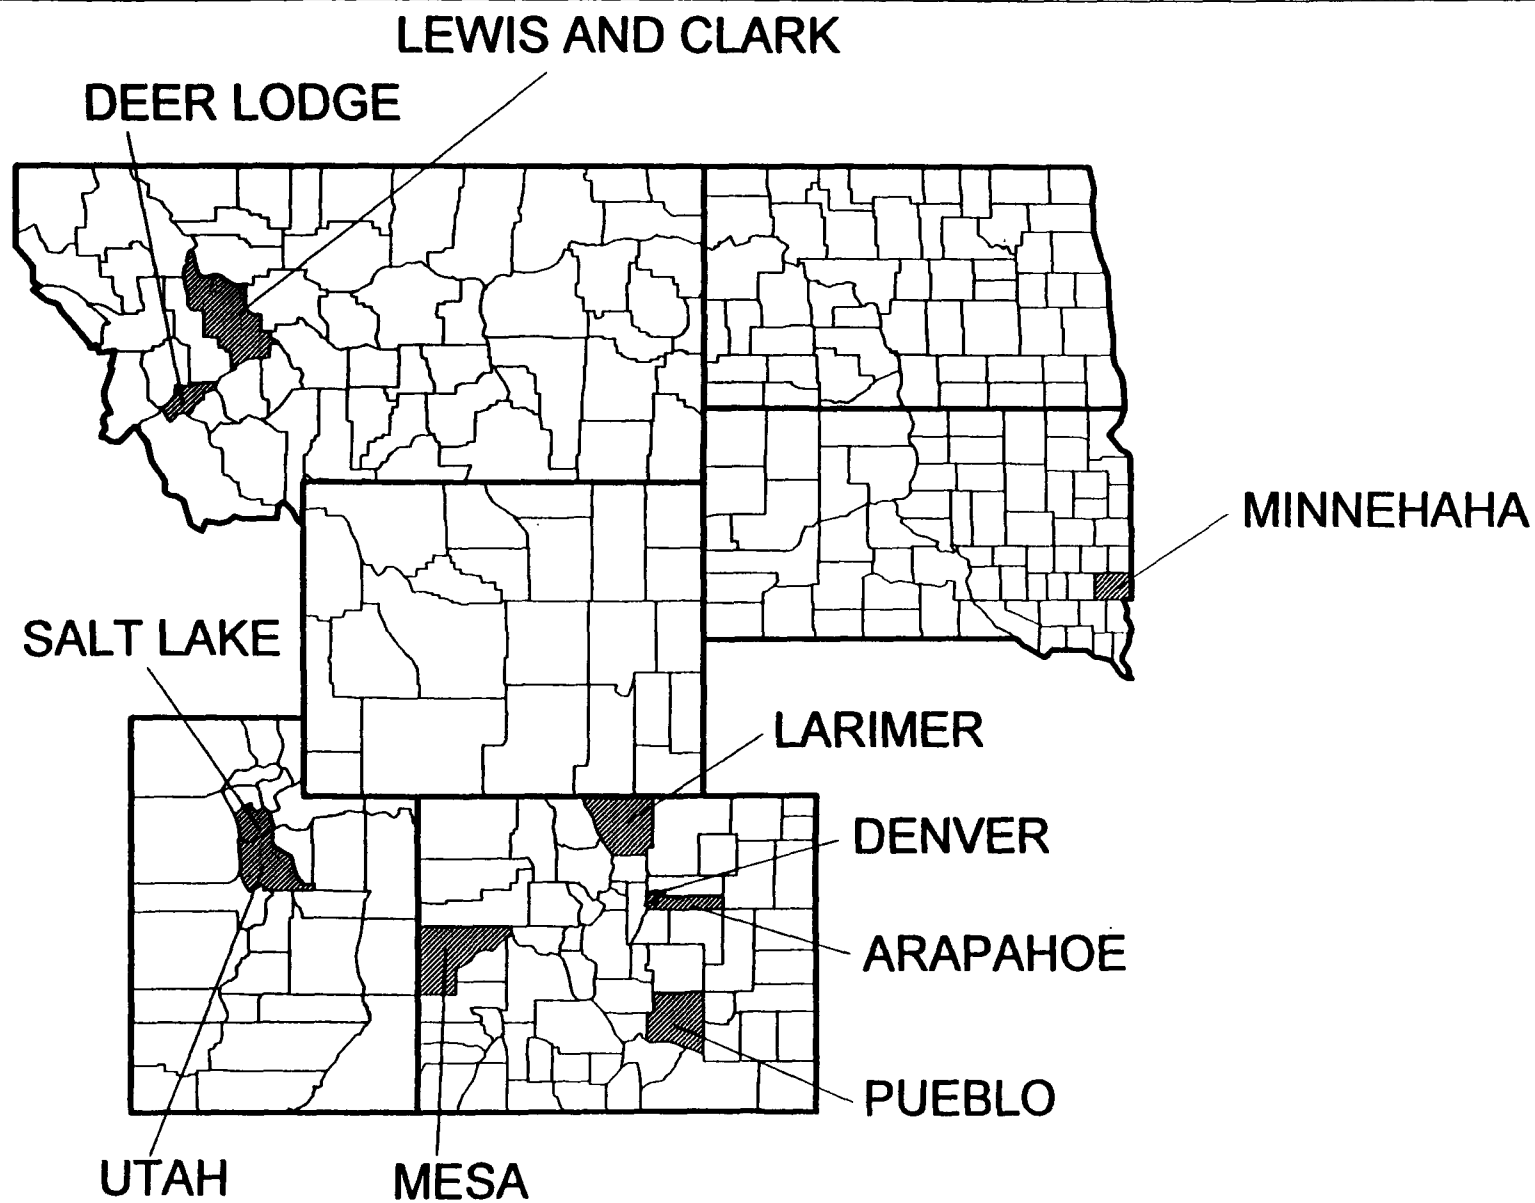 LEWIS AND CLARK
DEER LODGE
MINNEHAHA
SALT LAKE
LARIMER
DENVER
ARAPAHOE
PUEBLO
UTAH
MESA